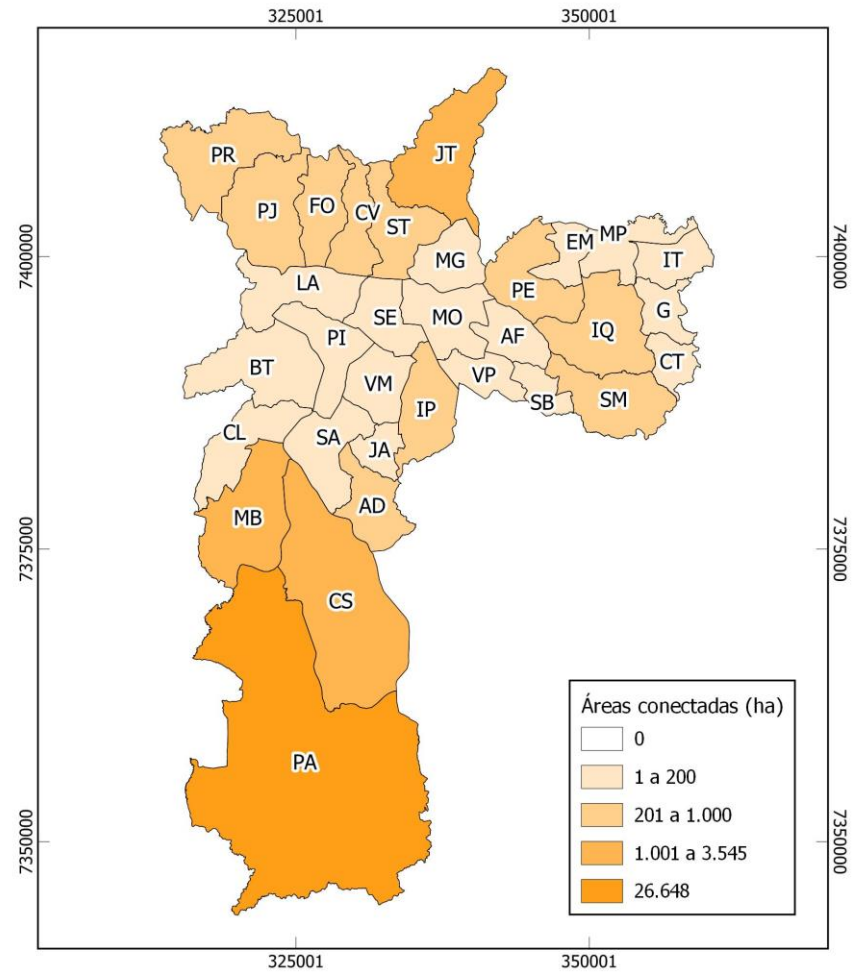 325001
350001
JT
PR
PJ
FO
CV
ST
7400000
7400000
EM
MP
MG
IT
LA
PE
G
SE
MO
IQ
PI
AF
BT
CT
VP
VM
SM
SB
IP
CL
SA
JA
AD
MB
7375000
7375000
CS
PA
Áreas conectadas (ha)
0
1 a 200
201 a 1.000
1.001 a 3.545
26.648
7350000
7350000
325001
350001